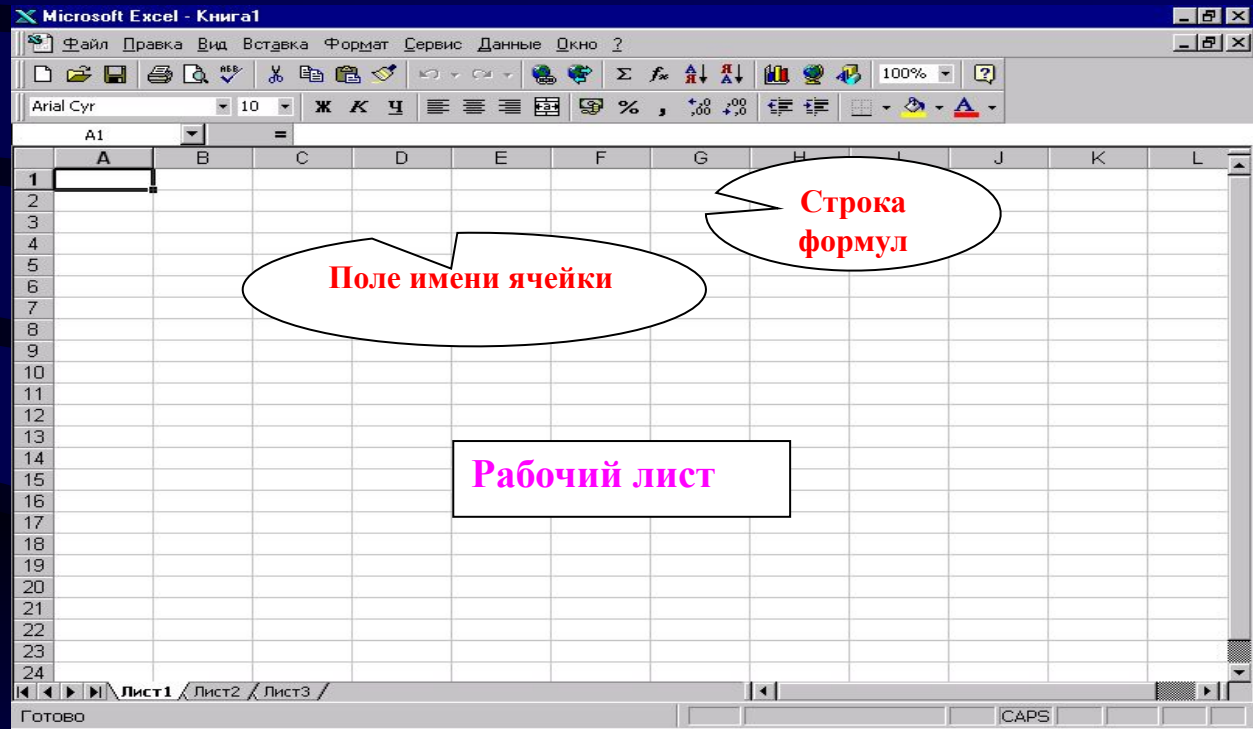 Microsoft Excel - Книга1
Файл Правка Вид Вставка Формат Сервис Данные Окно ?
100%
Arial Cyr 10 Ж К Ч
A1 =
A B C D E F G H I J K L
1
2
3
4
5
6
7
8
9
10
11
12
13
14
15
16
17
18
19
20
21
22
23
24
Строка
формул
Поле имени ячейки
Рабочий лист
Лист1 Лист2 Лист3
Готово CAPS